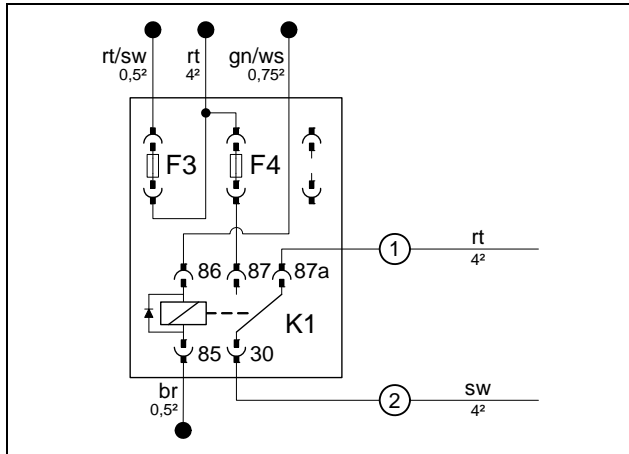 rt/sw rt gn/ws
0,5² 4² 0,75²
F3 F4
1 rt
4²
86 87 87a
K1
85 30
br
0,5²
2 sw
4²